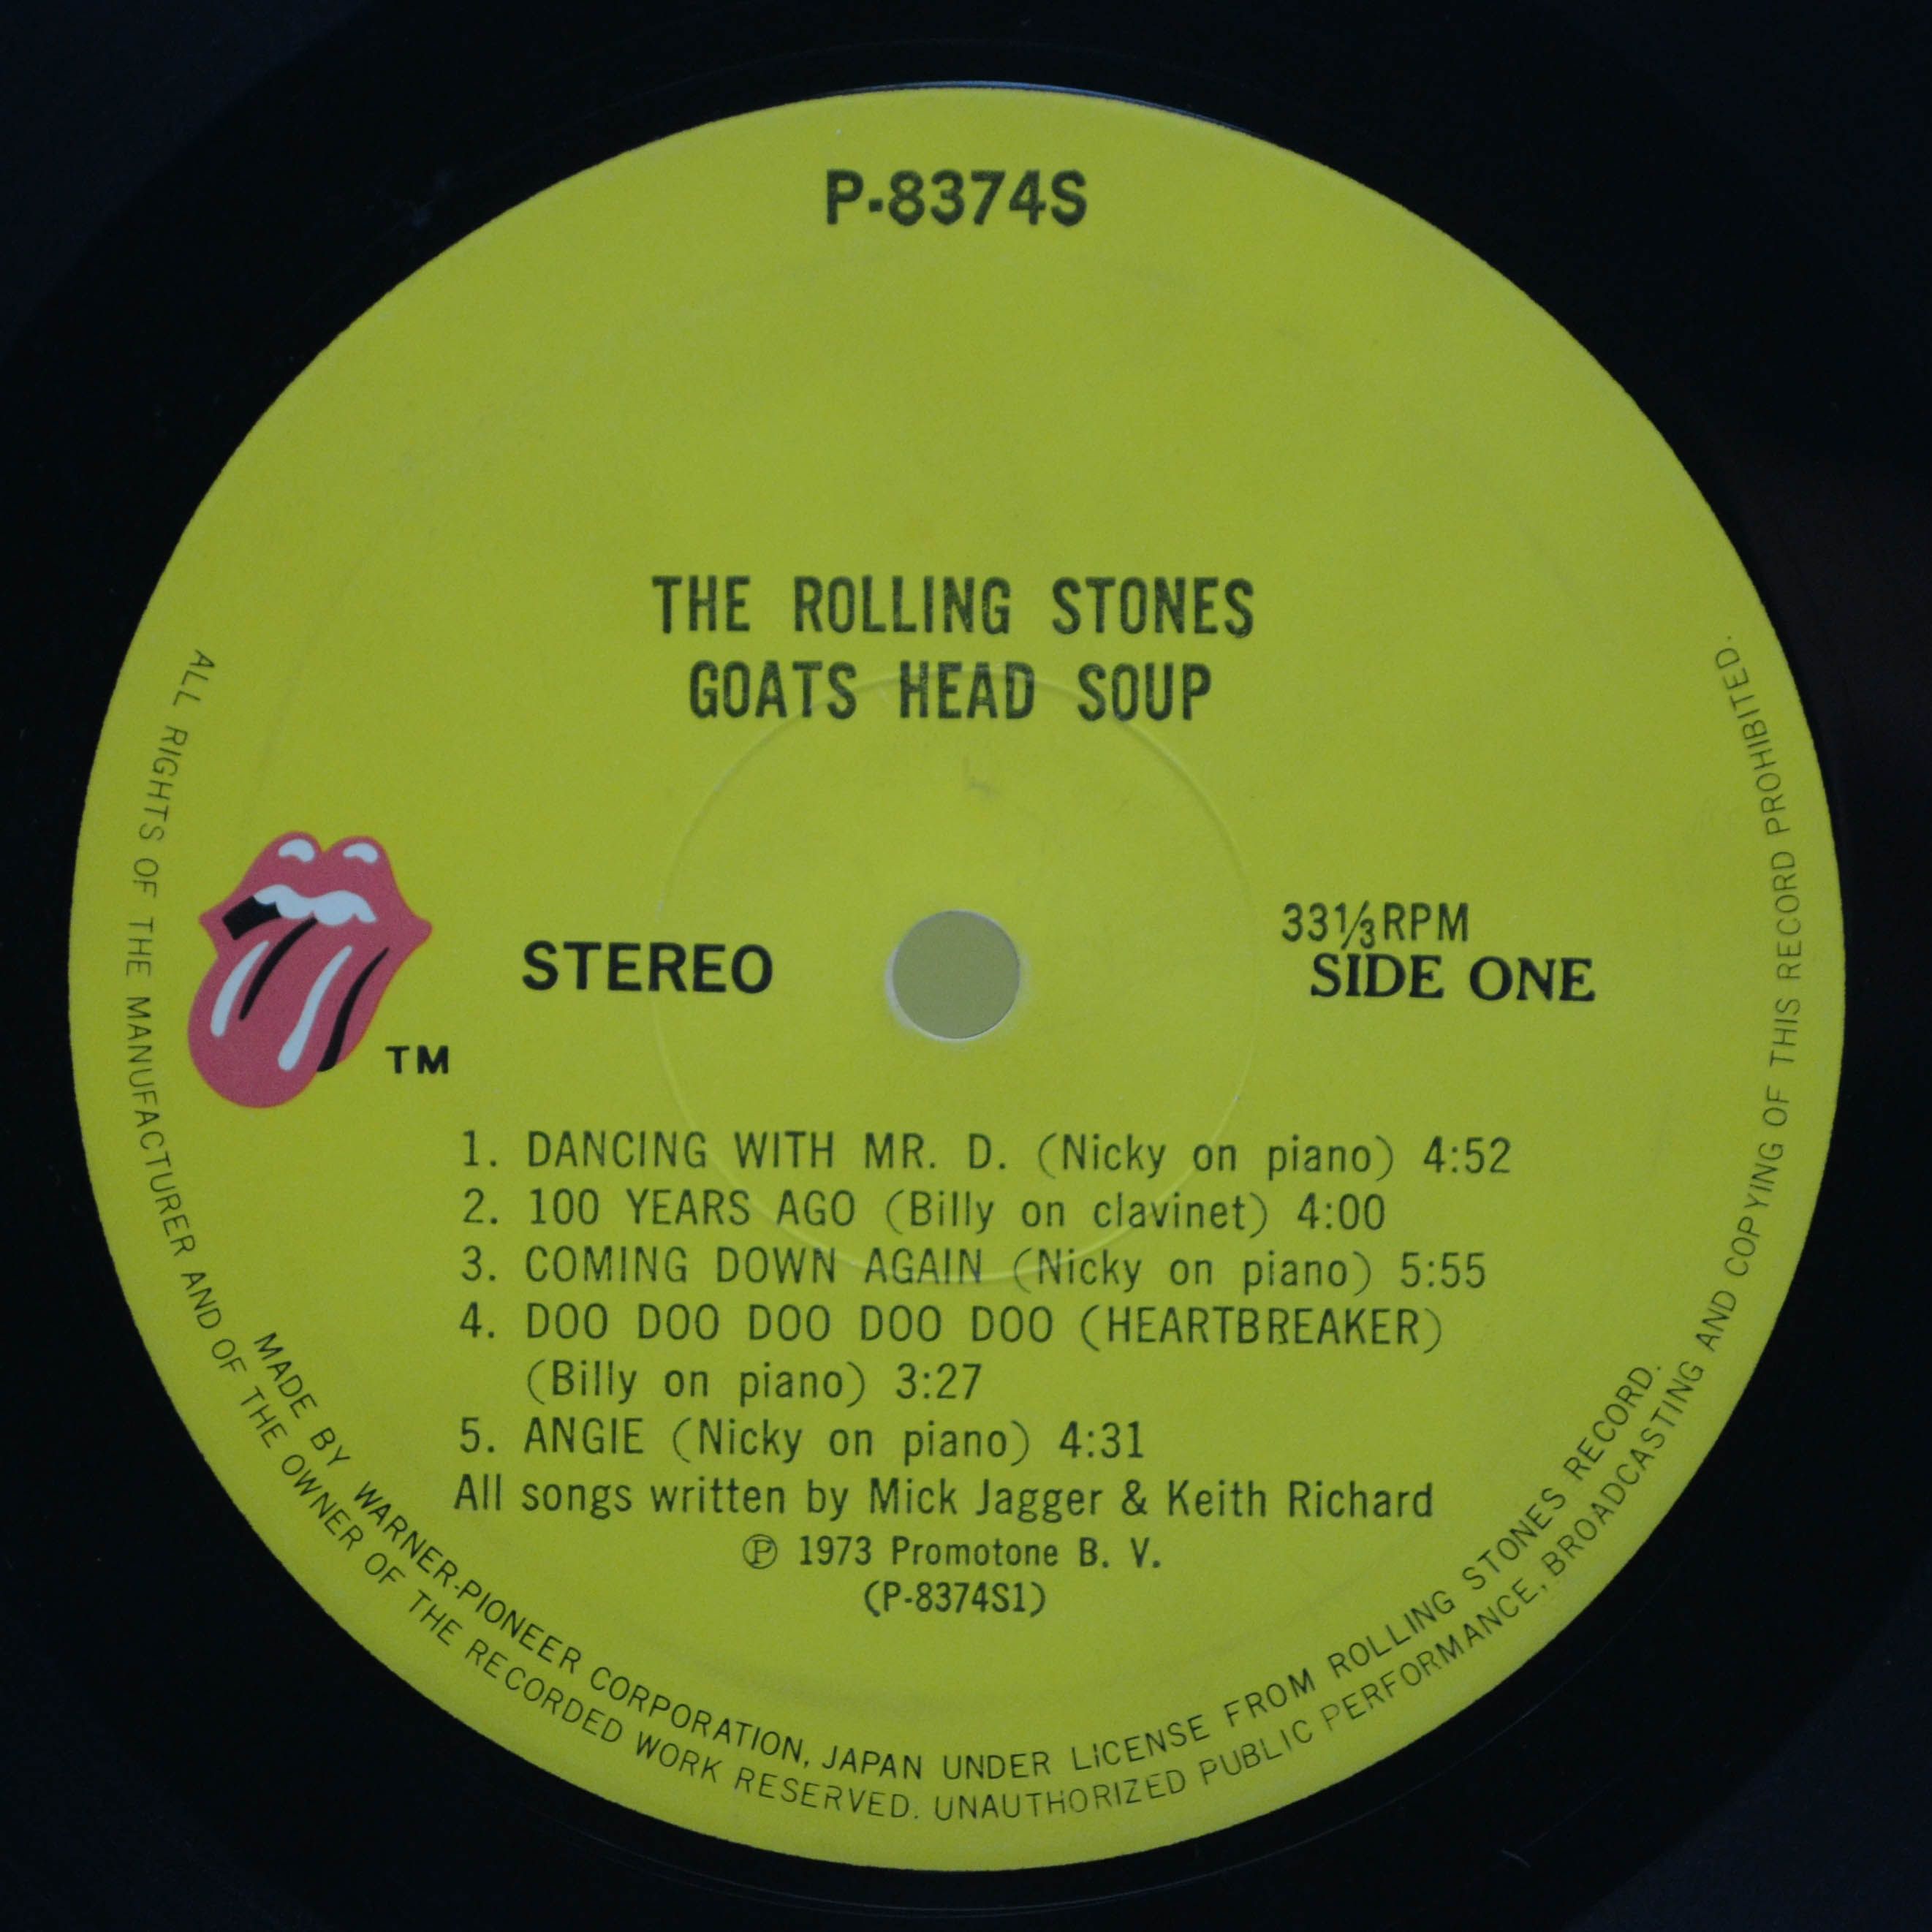 P-8374S
THE ROLLING STONES
GOATS HEAD SOUP
STEREO
33⅓RPM
SIDE ONE
TM
1. DANCING WITH MR. D. (Nicky on piano) 4:52
2. 100 YEARS AGO (Billy on clavinet) 4:00
3. COMING DOWN AGAIN (Nicky on piano) 5:55
4. DOO DOO DOO DOO DOO (HEARTBREAKER)
(Billy on piano) 3:27
5. ANGIE (Nicky on piano) 4:31
All songs written by Mick Jagger & Keith Richard
℗ 1973 Promotone B. V.
(P-8374S1)
MADE BY WARNER-PIONEER CORPORATION, JAPAN UNDER LICENSE FROM ROLLING STONES RECORD.
ALL RIGHTS OF THE MANUFACTURER AND OF THE OWNER OF THE RECORDED WORK RESERVED. UNAUTHORIZED PUBLIC PERFORMANCE, BROADCASTING AND COPYING OF THIS RECORD PROHIBITED.